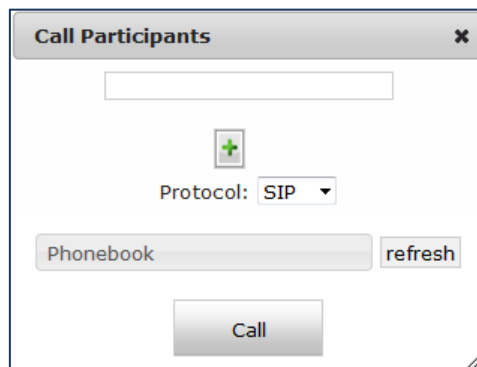 Call Participants
Protocol: SIP
Phonebook refresh
Call